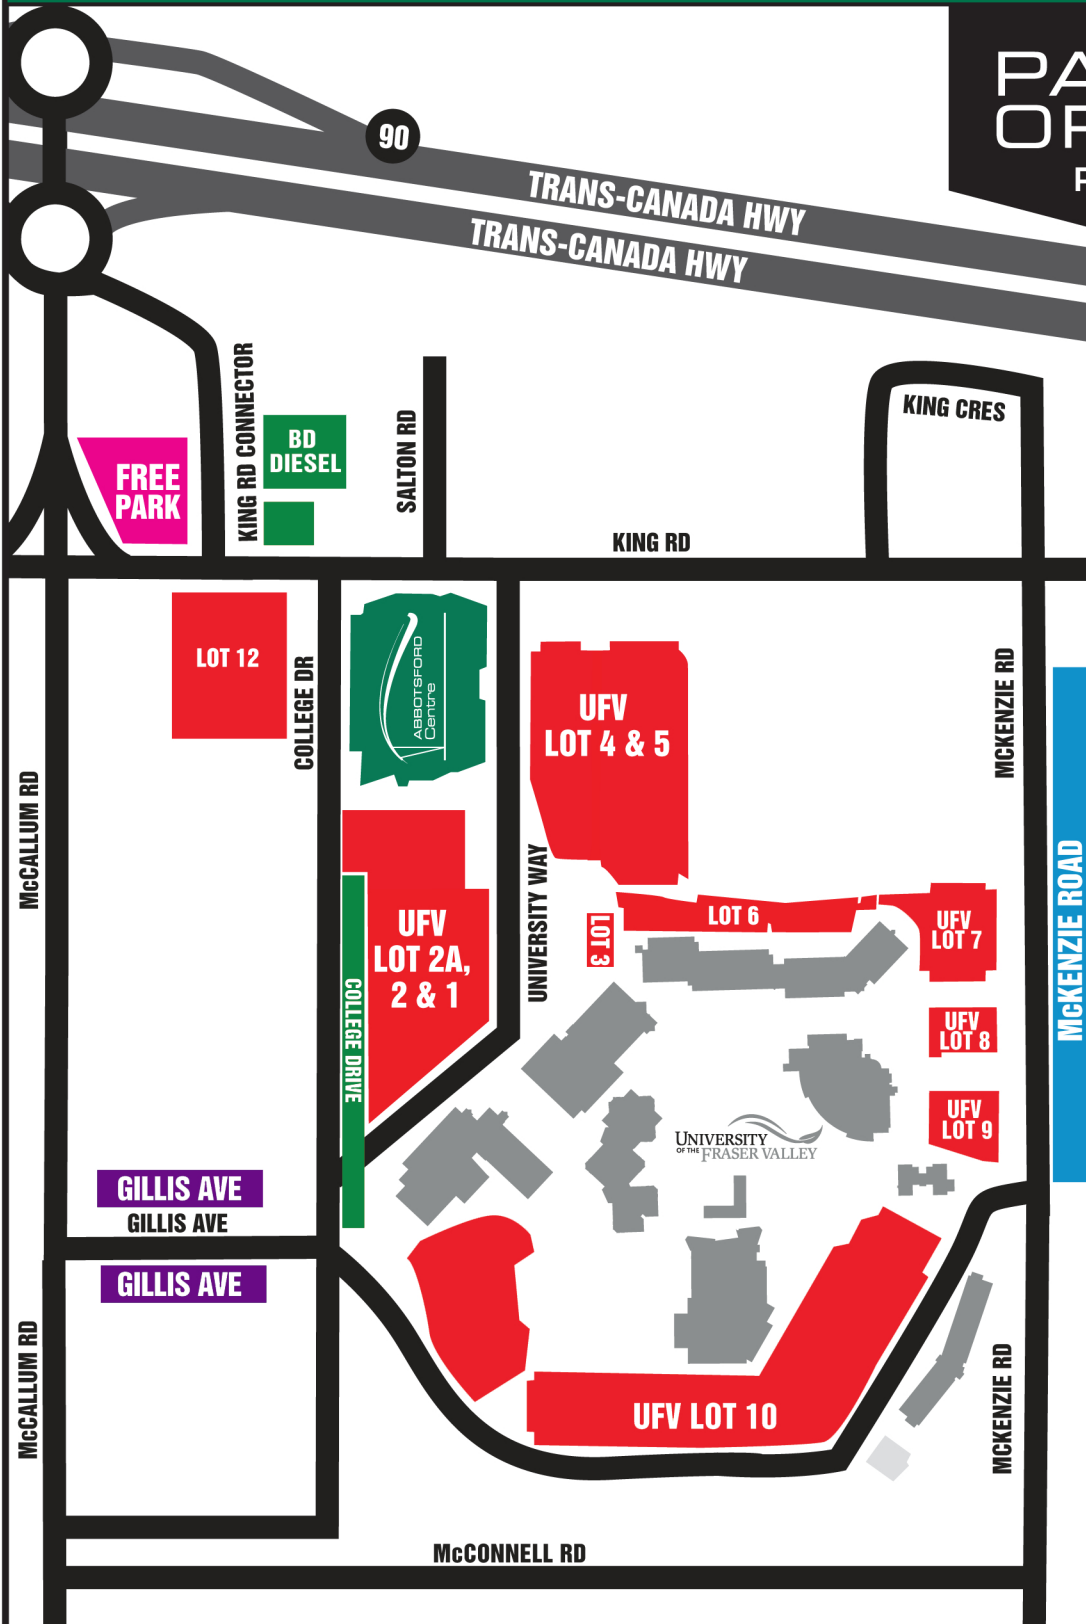 PA
OF
P
90
TRANS-CANADA HWY
TRANS-CANADA HWY
KING RD CONNECTOR
BD
DIESEL
SALTON RD
KING CRES
FREE
PARK
KING RD
LOT 12
COLLEGE DR
ABBOTSFORD
Centre
UFV
LOT 4 & 5
MCKENZIE RD
McCALLUM RD
UNIVERSITY WAY
McKENZIE ROAD
UFV
LOT 2A,
2 & 1
LOT 3
LOT 6
UFV
LOT 7
COLLEGE DRIVE
UFV
LOT 8
UFV
LOT 9
UNIVERSITY
OF THE FRASER VALLEY
GILLIS AVE
GILLIS AVE
GILLIS AVE
McCALLUM RD
MCKENZIE RD
UFV LOT 10
McCONNELL RD